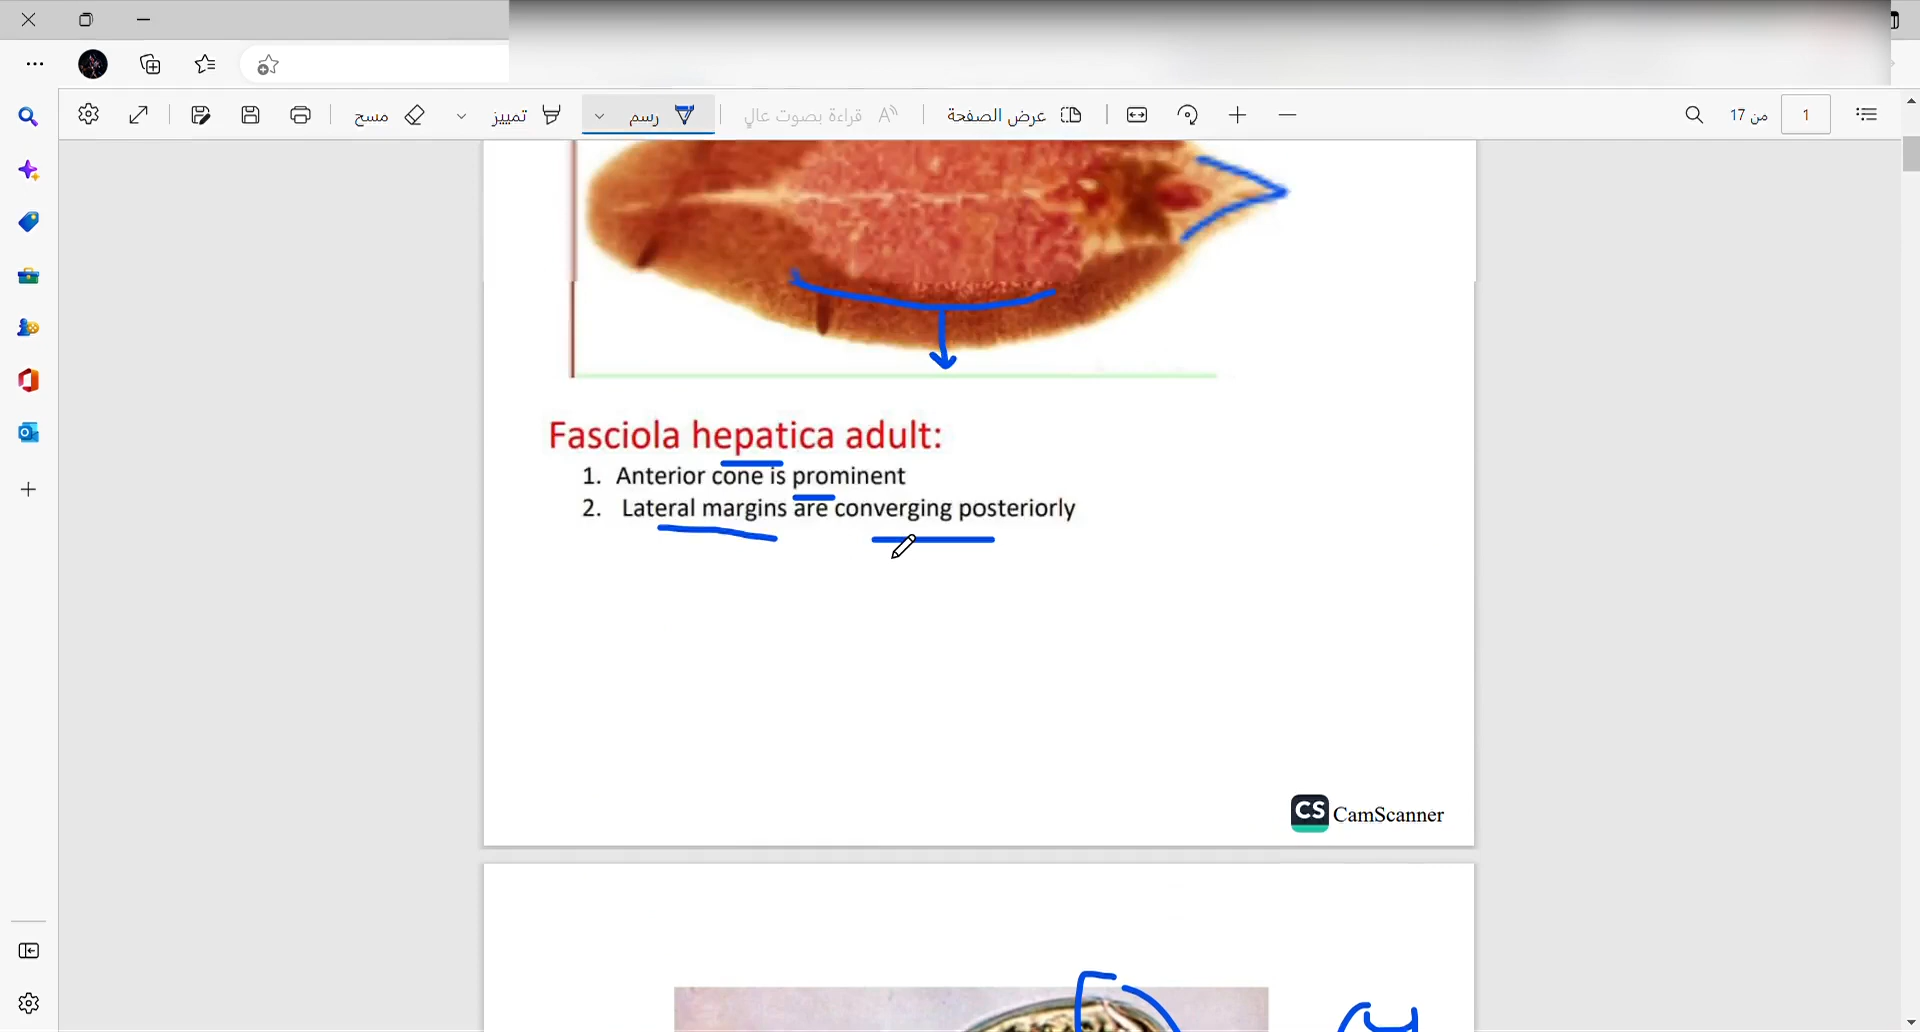 مسح
تمييز
رسم
قراءة بصوت عالٍ
عرض الصفحة
من 17
1
Fasciola hepatica adult:
1. Anterior cone is prominent
2. Lateral margins are converging posteriorly
CS CamScanner